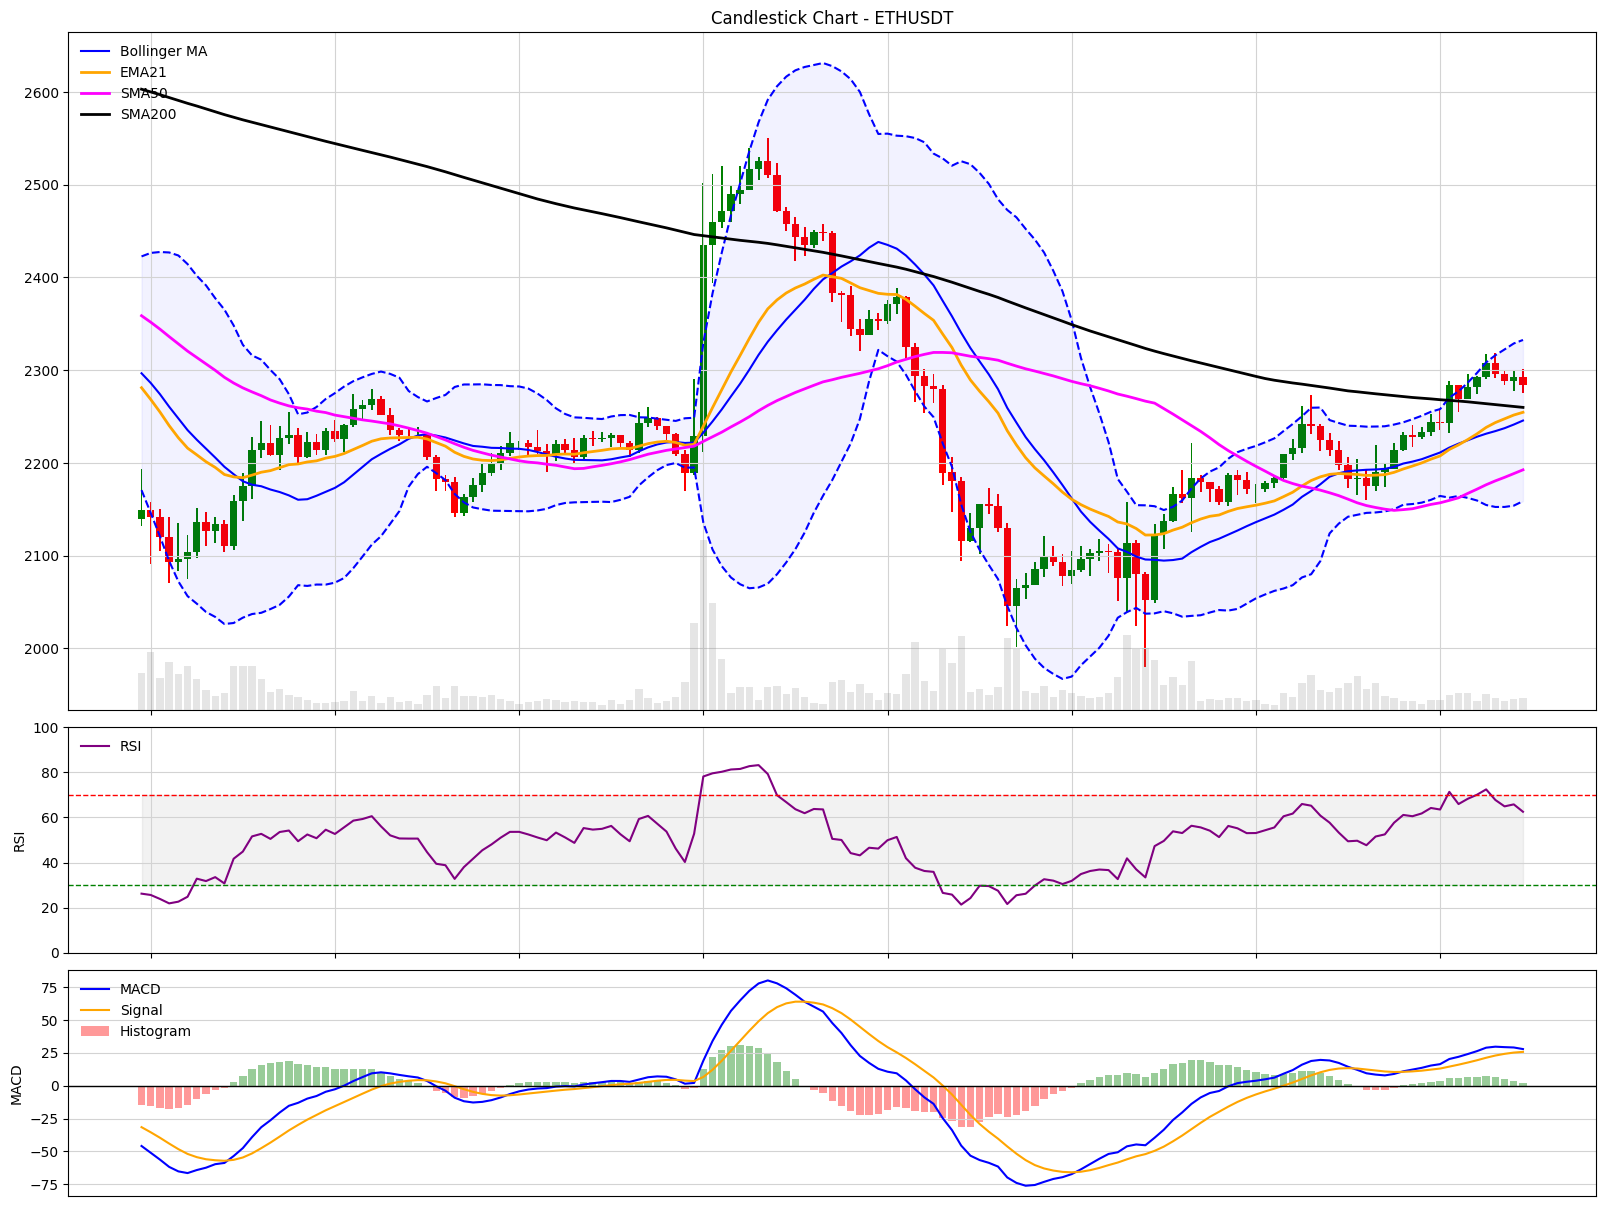 Candlestick Chart - ETHUSDT
Bollinger MA
EMA21
SMA50
SMA200
2600
2500
2400
2300
2200
2100
2000
RSI
100
80
60
40
20
0
RSI
MACD
Signal
Histogram
75
50
25
0
−25
−50
−75
MACD